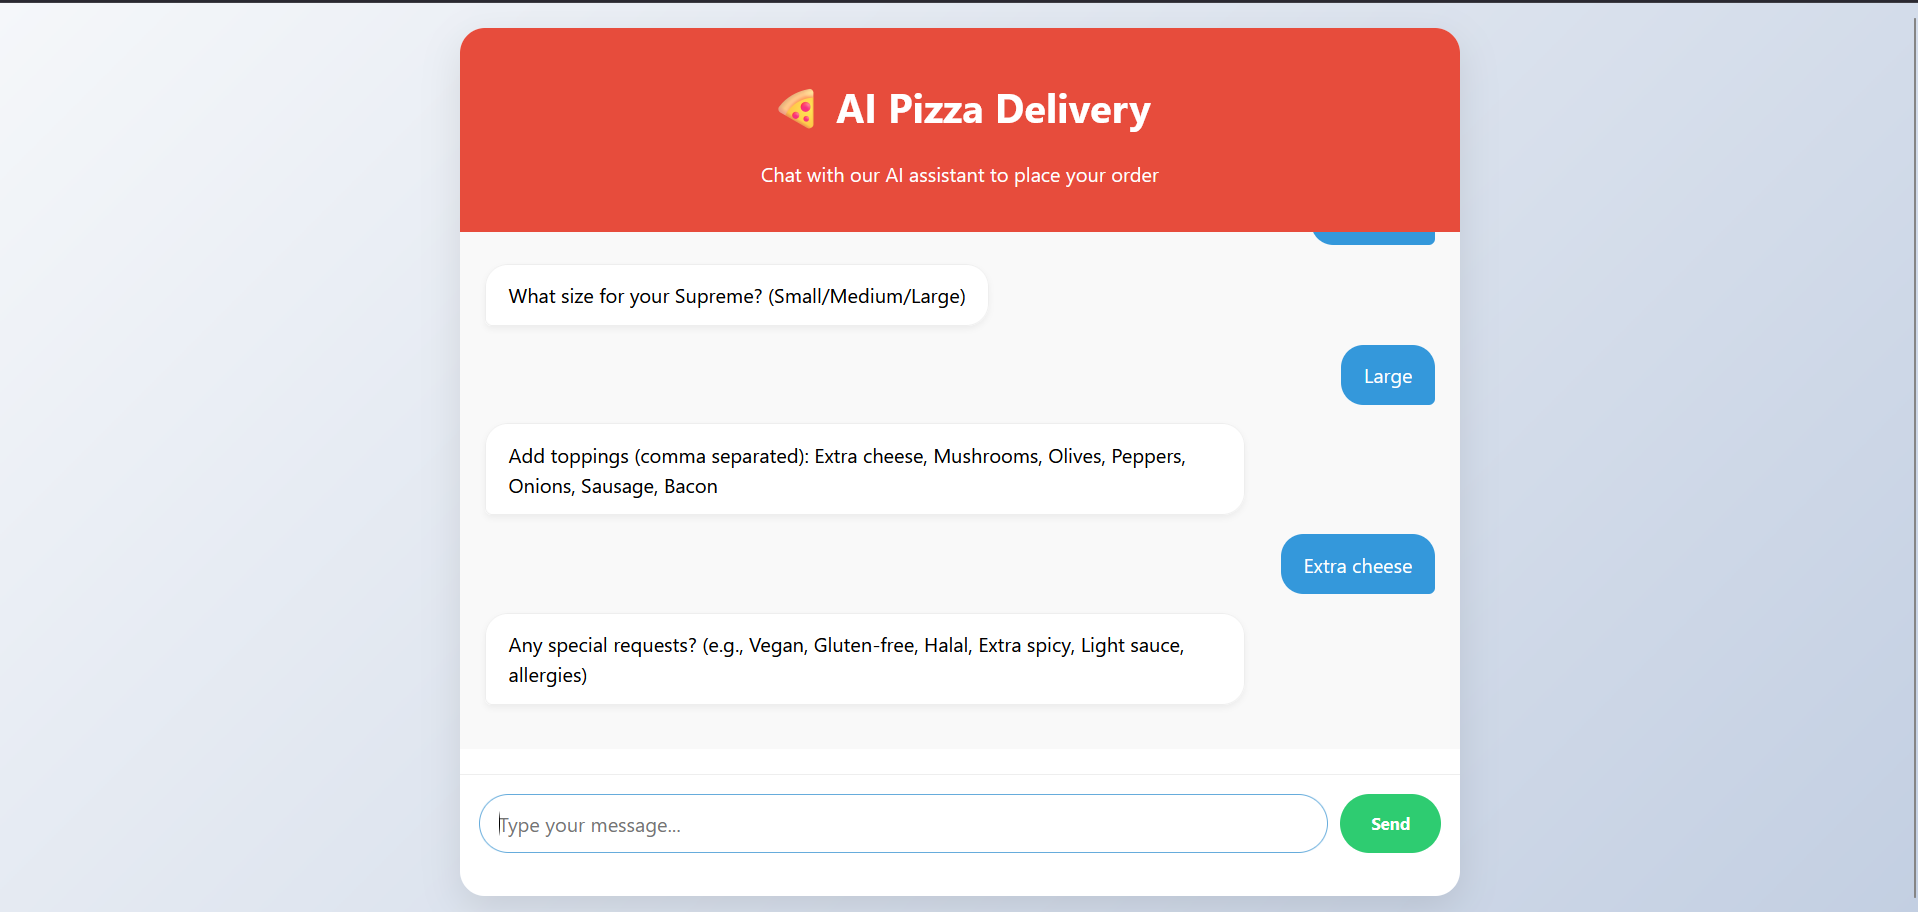 🍕 AI Pizza Delivery
Chat with our AI assistant to place your order
What size for your Supreme? (Small/Medium/Large)
Large
Add toppings (comma separated): Extra cheese, Mushrooms, Olives, Peppers,
Onions, Sausage, Bacon
Extra cheese
Any special requests? (e.g., Vegan, Gluten-free, Halal, Extra spicy, Light sauce,
allergies)
Type your message...
Send